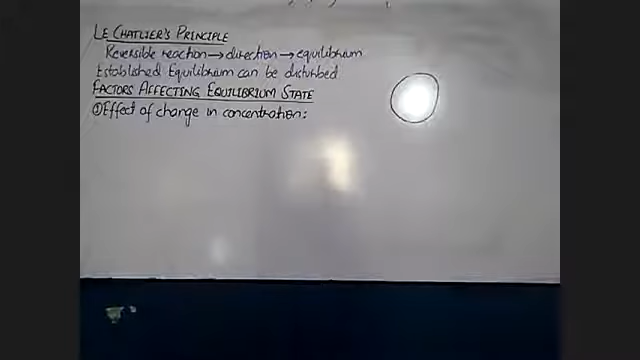 LE CHATLIER'S PRINCIPLE
Reversible reaction → direction → equilibrium
Established Equilibrium can be disturbed
FACTORS AFFECTING EQUILIBRIUM STATE
①Effect of change in concentration: